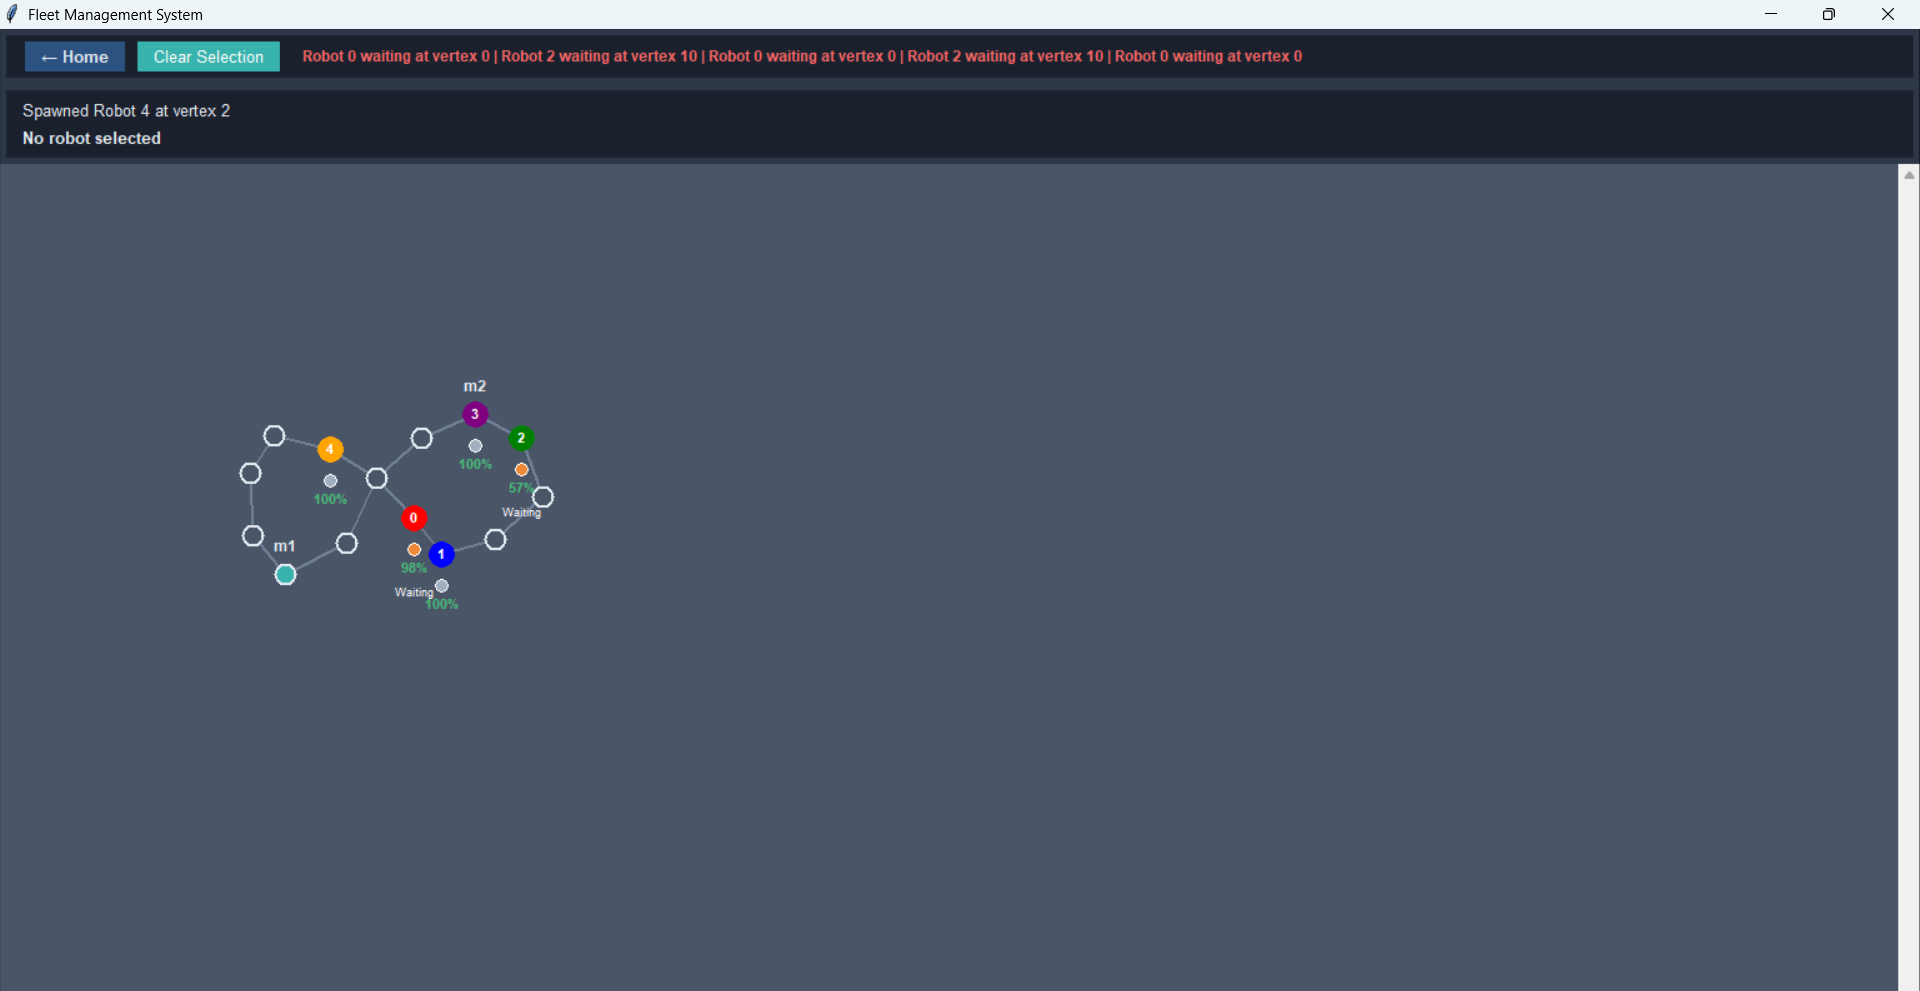 Fleet Management System
← Home
Clear Selection
Robot 0 waiting at vertex 0 | Robot 2 waiting at vertex 10 | Robot 0 waiting at vertex 0 | Robot 2 waiting at vertex 10 | Robot 0 waiting at vertex 0
Spawned Robot 4 at vertex 2
No robot selected
m2
3
2
4
100%
57%
100%
Waiting
0
m1
1
98%
Waiting
100%